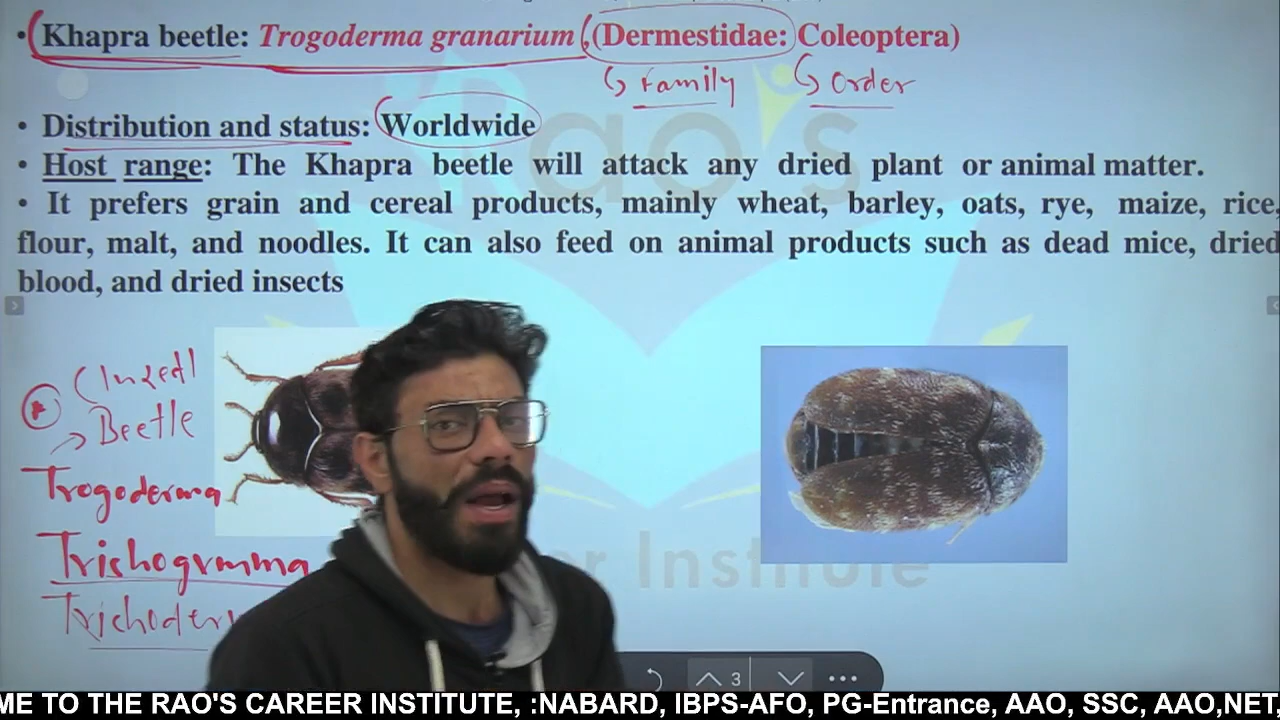 • (Khapra beetle: Trogoderma granarium, (Dermestidae: Coleoptera)
↳ Family ↳ order
• Distribution and status: Worldwide
• Host range: The Khapra beetle will attack any dried plant or animal matter.
• It prefers grain and cereal products, mainly wheat, barley, oats, rye, maize, rice,
flour, malt, and noodles. It can also feed on animal products such as dead mice, dried
blood, and dried insects
Beetle
Trogoderma
Trishogrmma
Rao's
Institute
3
ME TO THE RAO'S CAREER INSTITUTE, :NABARD, IBPS-AFO, PG-Entrance, AAO, SSC, AAO,NET,